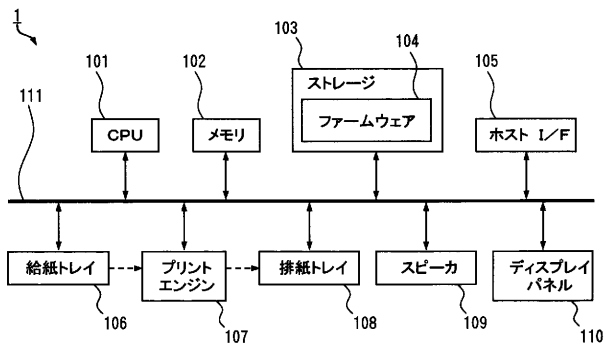 1
101
102
103
104
105
111
CPU
メモリ
ストレージ
ファームウェア
ホスト I/F
給紙トレイ
プリント
エンジン
排紙トレイ
スピーカ
ディスプレイ
パネル
106
107
108
109
110